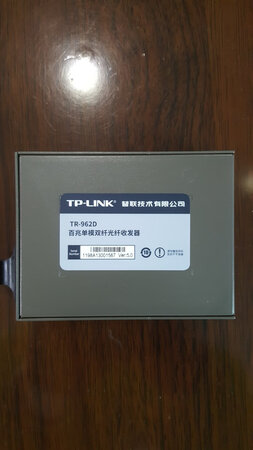 TP-LINK® 普联技术有限公司
TR-962D
百兆单模双纤光纤收发器
Serial Number
1198A13001567 Ver:5.0